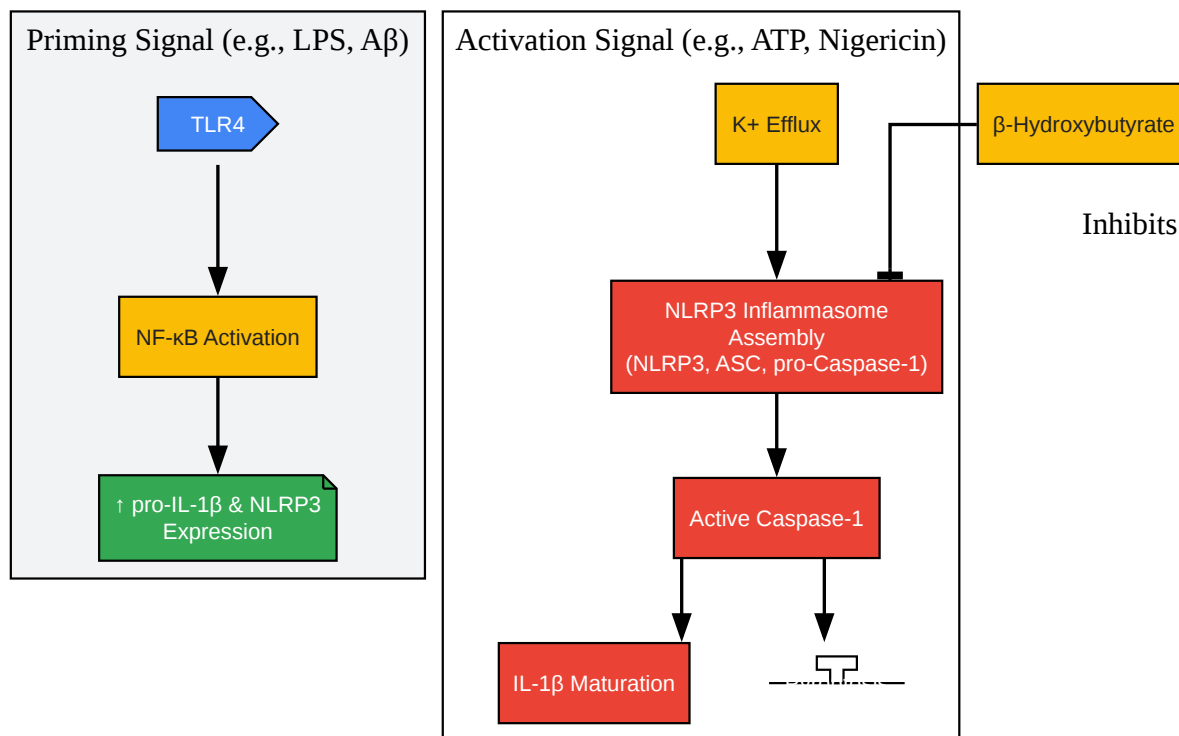 Priming Signal (e.g., LPS, Aβ)
TLR4
NF-κB Activation
↑ pro-IL-1β & NLRP3
Expression
Activation Signal (e.g., ATP, Nigericin)
K+ Efflux
NLRP3 Inflammasome
Assembly
(NLRP3, ASC, pro-Caspase-1)
Active Caspase-1
IL-1β Maturation
β-Hydroxybutyrate
Inhibits